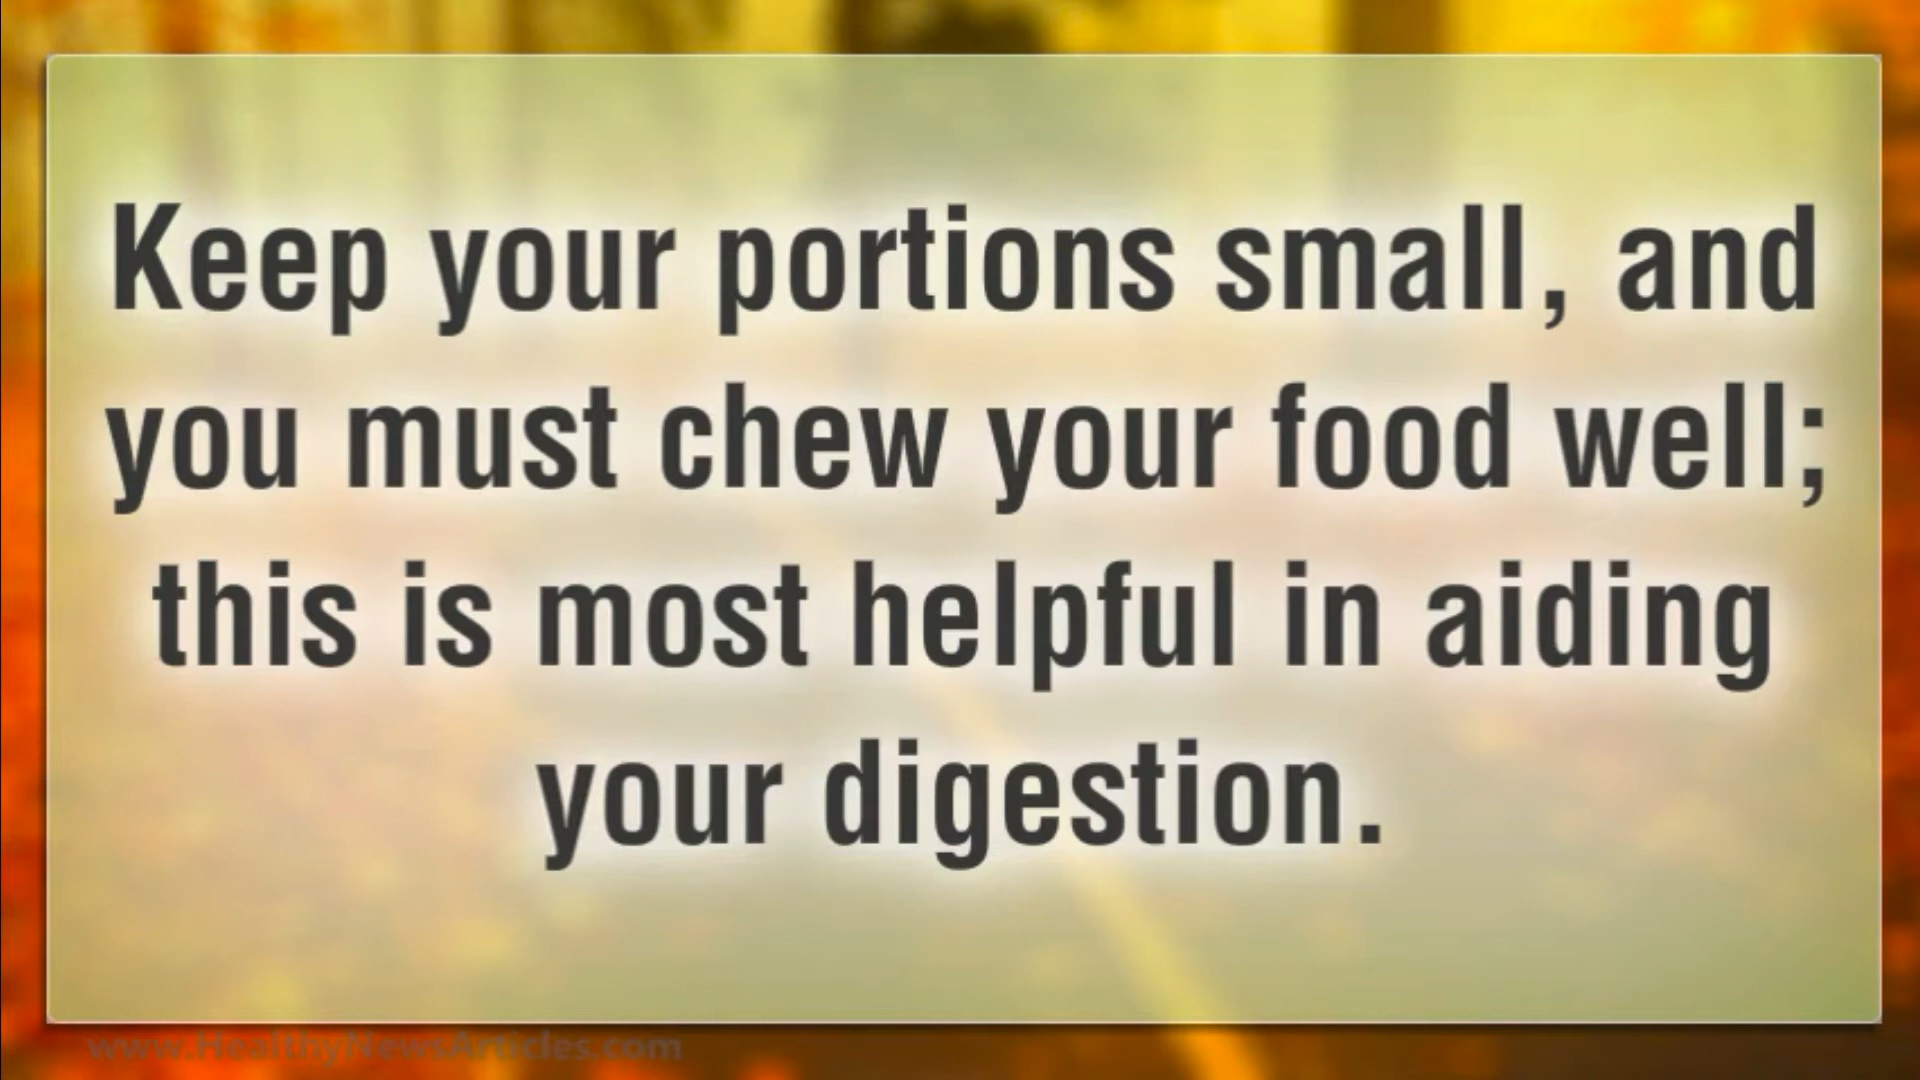 Keep your portions small, and
you must chew your food well;
this is most helpful in aiding
your digestion.
www.HealthyNewsArticles.com